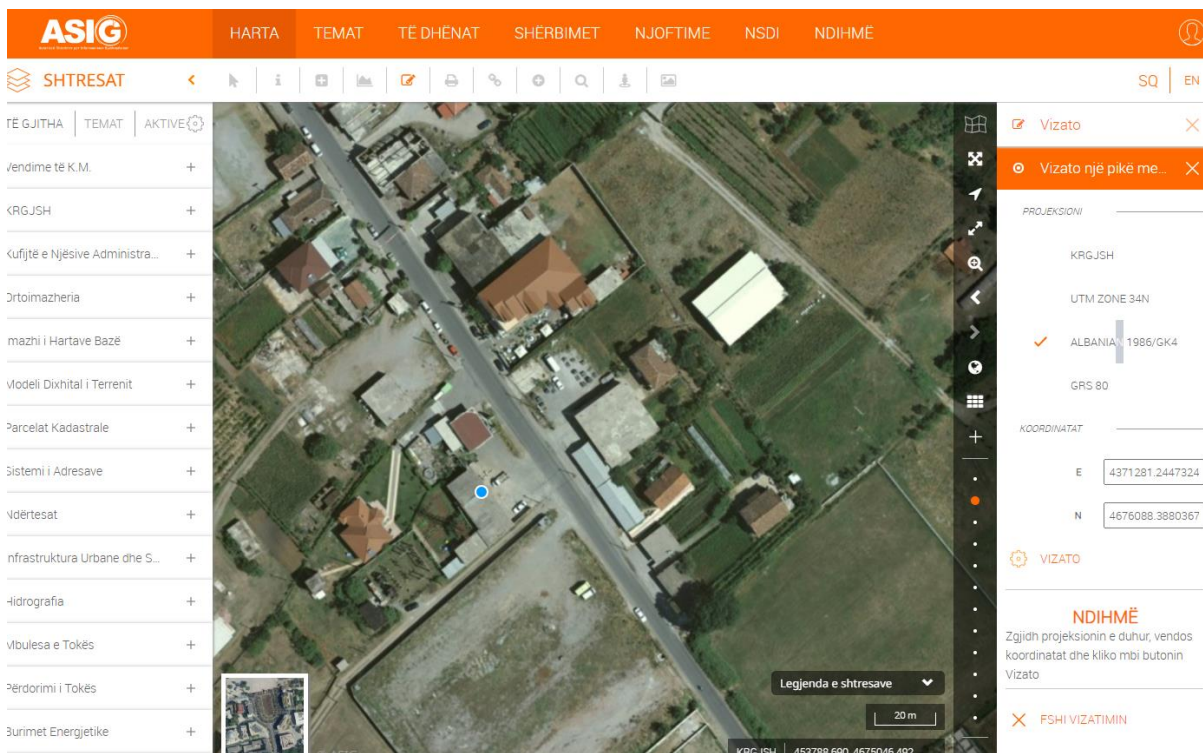 ASIG
HARTA TEMAT TË DHËNAT SHËRBIMET NJOFTIME NSDI NDIHMË
SHTRESAT
SQ EN
TË GJITHA TEMAT AKTIVE
Vendime të K.M.
KRGJSH
Kufijtë e Njësive Administra...
Ortoimazheria
Imazhi i Hartave Bazë
Modeli Dixhital i Terrenit
Parcelat Kadastrale
Sistemi i Adresave
Ndërtesat
Infrastruktura Urbane dhe S...
Hidrografia
Mbulesa e Tokës
Përdorimi i Tokës
Burimet Energjetike
Legjenda e shtresave
20 m
KRGJSH 453788.690, 4675046.492
Vizato
Vizato një pikë me...
PROJEKSIONI
KRGJSH
UTM ZONE 34N
ALBANIAN 1986/GK4
GRS 80
KOORDINATAT
E 4371281.2447324
N 4676088.3880367
VIZATO
NDIHMË
Zgjidh projeksionin e duhur, vendos
koordinatat dhe kliko mbi butonin
Vizato
FSHI VIZATIMIN